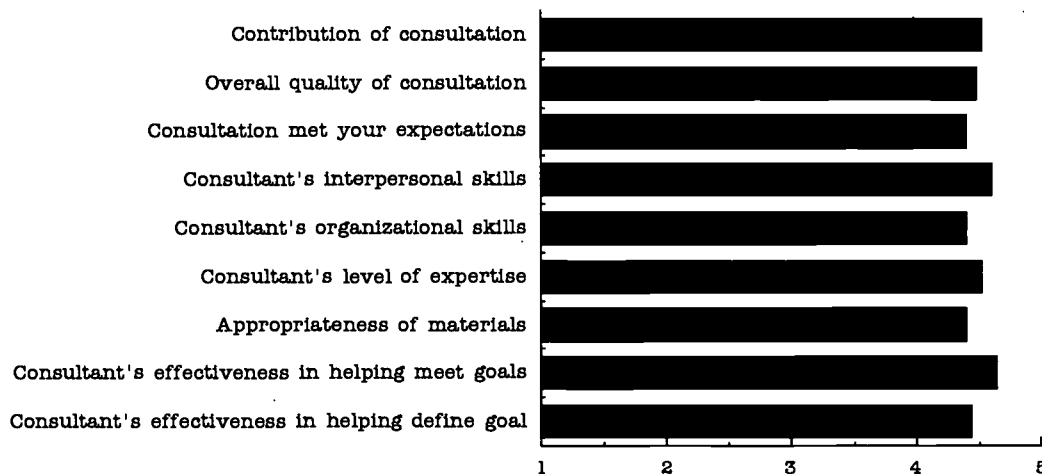 Contribution of consultation
Overall quality of consultation
Consultation met your expectations
Consultant's interpersonal skills
Consultant's organizational skills
Consultant's level of expertise
Appropriateness of materials
Consultant's effectiveness in helping meet goals
Consultant's effectiveness in helping define goal
1 2 3 4 5